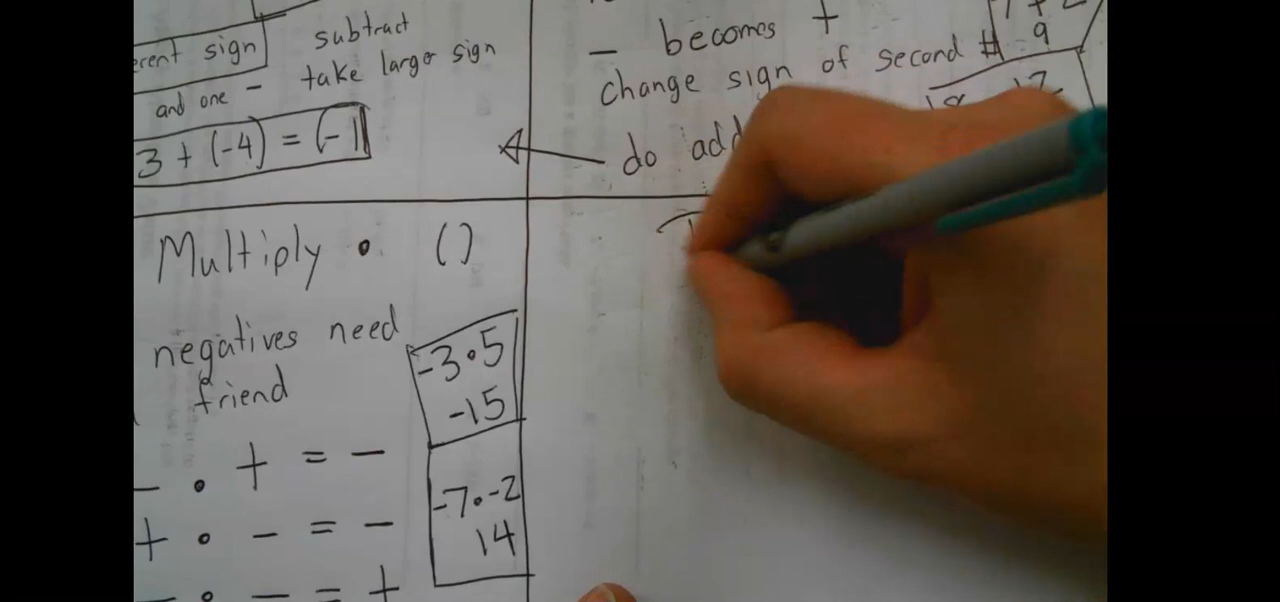 sign
subtract
take larger sign
and one -
3 + (-4) = (-1
- becomes +
change sign of second #
9
do add
Multiply • ()
negatives need
friend
-3•5
-15
- • + = -
+ • - = -
- • - = +
-7•-2
14